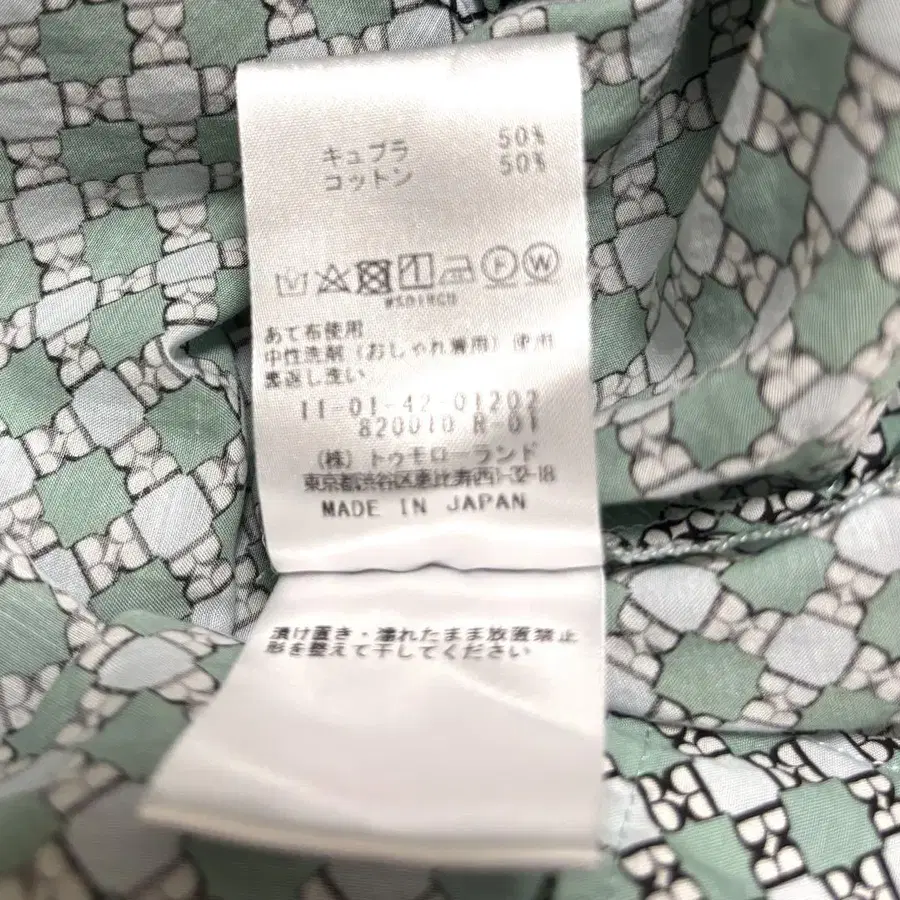 キュプラ 50%
コットン 50%
P W
あて布使用
中性洗剤（おしゃれ着用）使用
裏返し洗い
11-01-42-01202
820010 R-01
（株）トゥモローランド
東京都渋谷区恵比寿西1-32-18
MADE IN JAPAN
漬け置き・濡れたまま放置禁止
形を整えて干してください